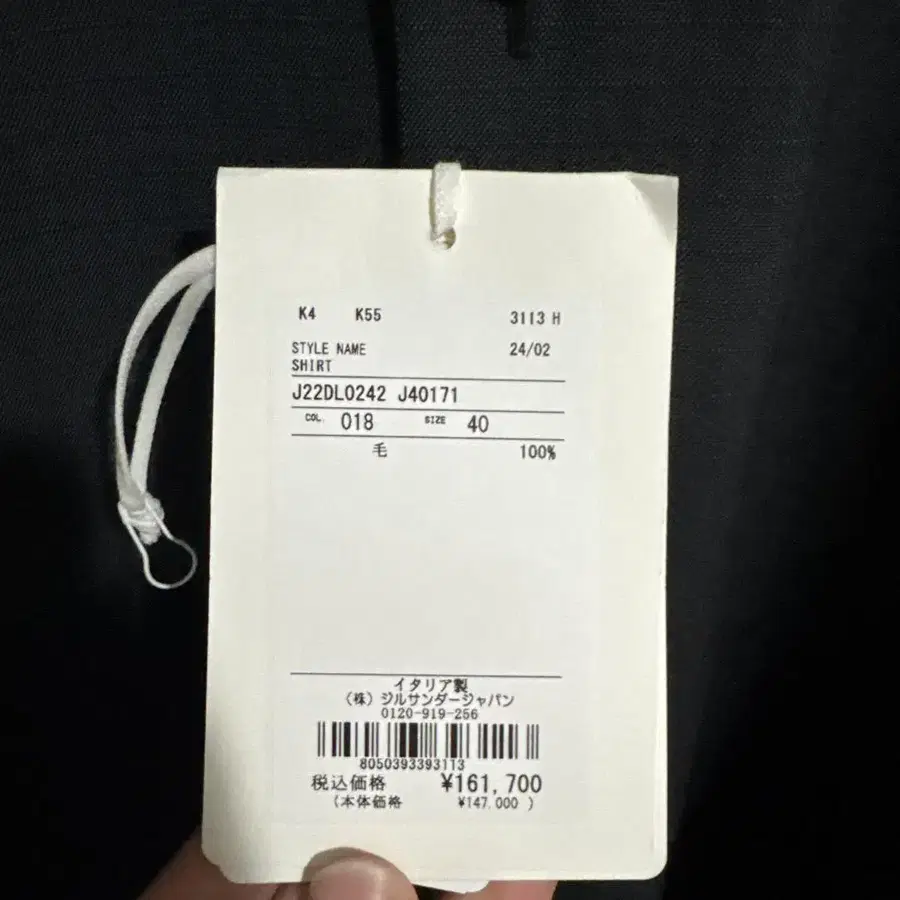 K4 K55 3113 H
STYLE NAME 24/02
SHIRT
J22DL0242 J40171
COL. 018 SIZE 40
毛 100%
イタリア製
（株）ジルサンダージャパン
0120-919-256
8050393393113
税込価格 ¥161,700
（本体価格 ¥147,000 ）